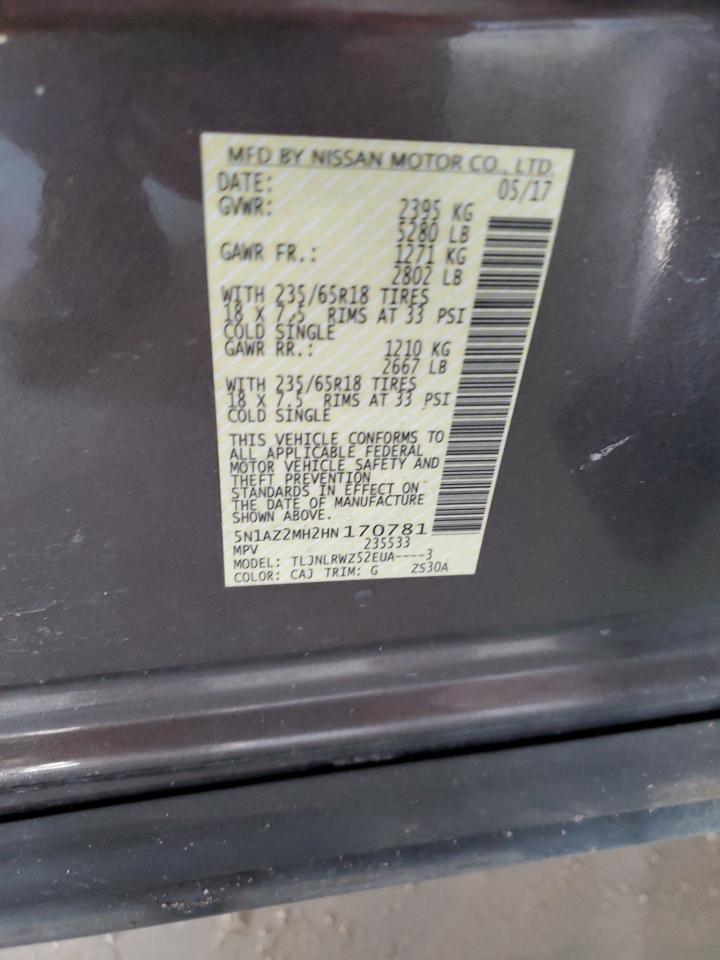 MFD BY NISSAN MOTOR CO., LTD.
DATE: 05/17
GVWR: 2395 KG
5280 LB
GAWR FR.: 1271 KG
2802 LB
WITH 235/65R18 TIRES
18 X 7.5 RIMS AT 33 PSI
COLD SINGLE
GAWR RR.: 1210 KG
2667 LB
WITH 235/65R18 TIRES
18 X 7.5 RIMS AT 33 PSI
COLD SINGLE
THIS VEHICLE CONFORMS TO
ALL APPLICABLE FEDERAL
MOTOR VEHICLE SAFETY AND
THEFT PREVENTION
STANDARDS IN EFFECT ON
THE DATE OF MANUFACTURE
SHOWN ABOVE.
5N1AZ2MH2HN170781
MPV 235533
MODEL: TLJNLRWZ52EUA----3
COLOR: CAJ TRIM: G ZS30A